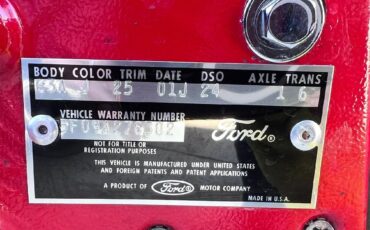 BODY COLOR TRIM DATE DSO AXLE TRANS
25 01J 24 1 6
VEHICLE WARRANTY NUMBER
Ford®
NOT FOR TITLE OR
REGISTRATION PURPOSES
THIS VEHICLE IS MANUFACTURED UNDER UNITED STATES
AND FOREIGN PATENTS AND PATENT APPLICATIONS
A PRODUCT OF Ford MOTOR COMPANY
MADE IN U.S.A.